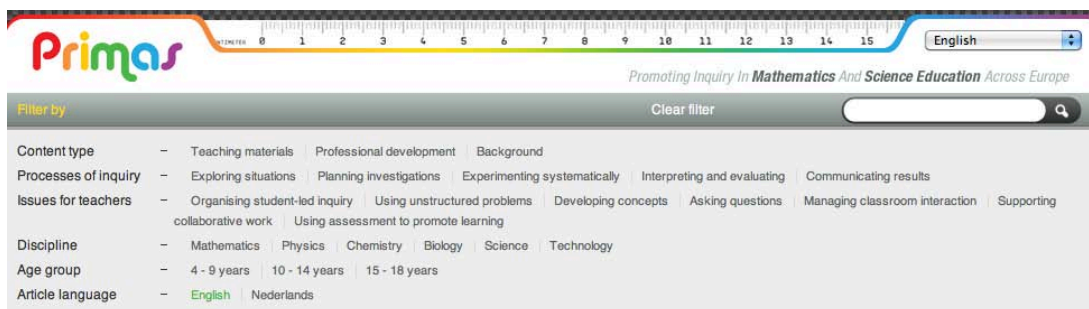 CENTIMETER 0 1 2 3 4 5 6 7 8 9 10 11 12 13 14 15
English
Primas
Promoting Inquiry In Mathematics And Science Education Across Europe
Filter by Clear filter
Content type – Teaching materials Professional development Background
Processes of inquiry – Exploring situations Planning investigations Experimenting systematically Interpreting and evaluating Communicating results
Issues for teachers – Organising student-led inquiry Using unstructured problems Developing concepts Asking questions Managing classroom interaction Supporting
collaborative work Using assessment to promote learning
Discipline – Mathematics Physics Chemistry Biology Science Technology
Age group – 4 - 9 years 10 - 14 years 15 - 18 years
Article language – English Nederlands